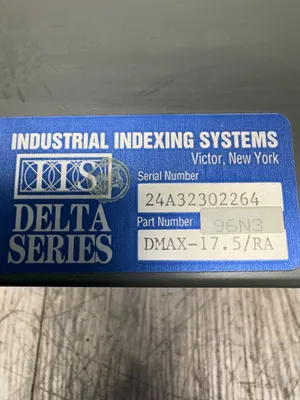 INDUSTRIAL INDEXING SYSTEMS
Victor, New York
IIS
Serial Number
24A32302264
DELTA
SERIES
Part Number
96N3
DMAX-17.5/RA